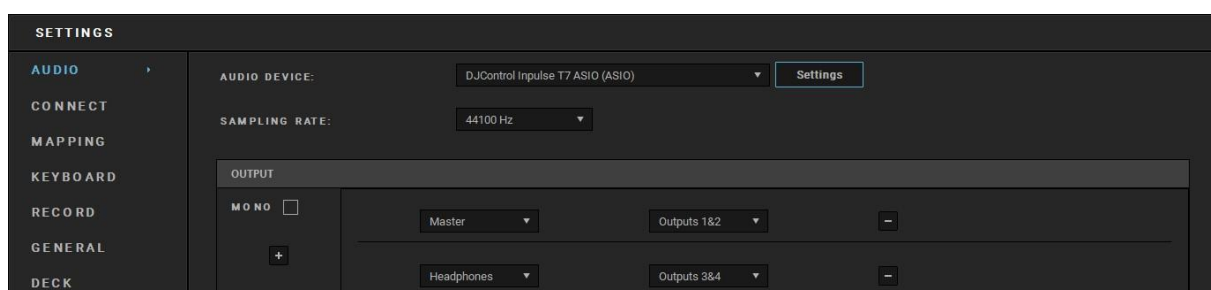 SETTINGS
AUDIO
CONNECT
MAPPING
KEYBOARD
RECORD
GENERAL
DECK
AUDIO DEVICE: DJControl Inpulse T7 ASIO (ASIO) Settings
SAMPLING RATE: 44100 Hz
OUTPUT
MONO
+
Master Outputs 1&2 −
Headphones Outputs 3&4 −